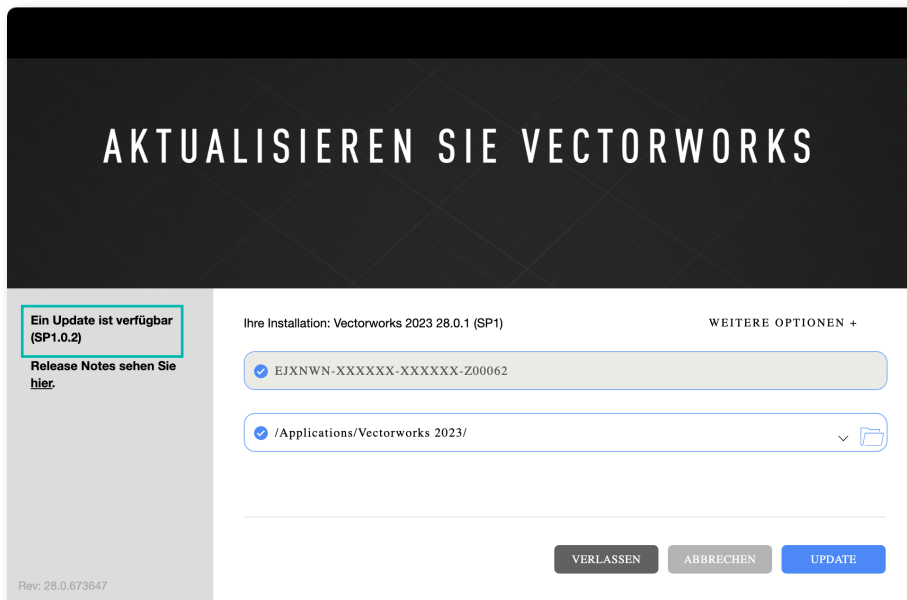 AKTUALISIEREN SIE VECTORWORKS
Ein Update ist verfügbar
(SP1.0.2)
Release Notes sehen Sie
hier.
Ihre Installation: Vectorworks 2023 28.0.1 (SP1)
WEITERE OPTIONEN +
EJXNWN-XXXXXX-XXXXXX-Z00062
/Applications/Vectorworks 2023/
VERLASSEN
ABBRECHEN
UPDATE
Rev: 28.0.673647